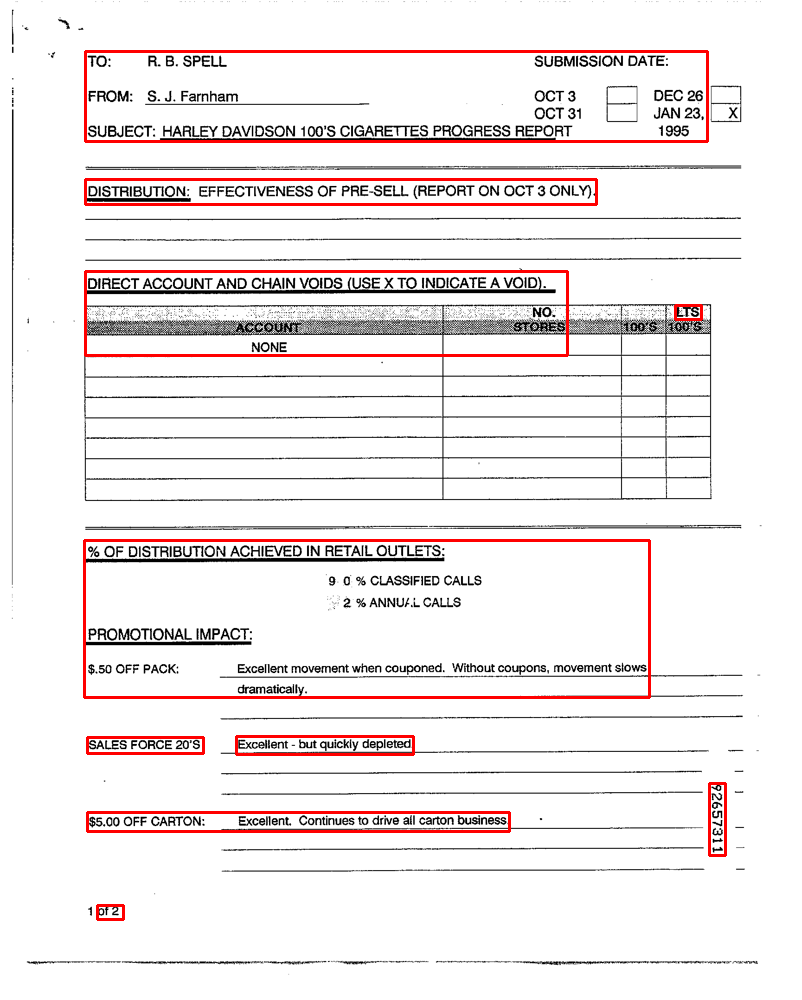 TO: R. B. SPELL SUBMISSION DATE:
FROM: S. J. Farnham OCT 3 DEC 26
OCT 31 JAN 23, X
SUBJECT: HARLEY DAVIDSON 100'S CIGARETTES PROGRESS REPORT 1995
DISTRIBUTION: EFFECTIVENESS OF PRE-SELL (REPORT ON OCT 3 ONLY).
DIRECT ACCOUNT AND CHAIN VOIDS (USE X TO INDICATE A VOID).
NO. LTS
ACCOUNT STORES 100'S 100'S
NONE
% OF DISTRIBUTION ACHIEVED IN RETAIL OUTLETS:
9 0 % CLASSIFIED CALLS
2 % ANNUAL CALLS
PROMOTIONAL IMPACT:
$.50 OFF PACK: Excellent movement when couponed. Without coupons, movement slows
dramatically.
SALES FORCE 20'S Excellent - but quickly depleted
$5.00 OFF CARTON: Excellent. Continues to drive all carton business
92657311
1 of 2